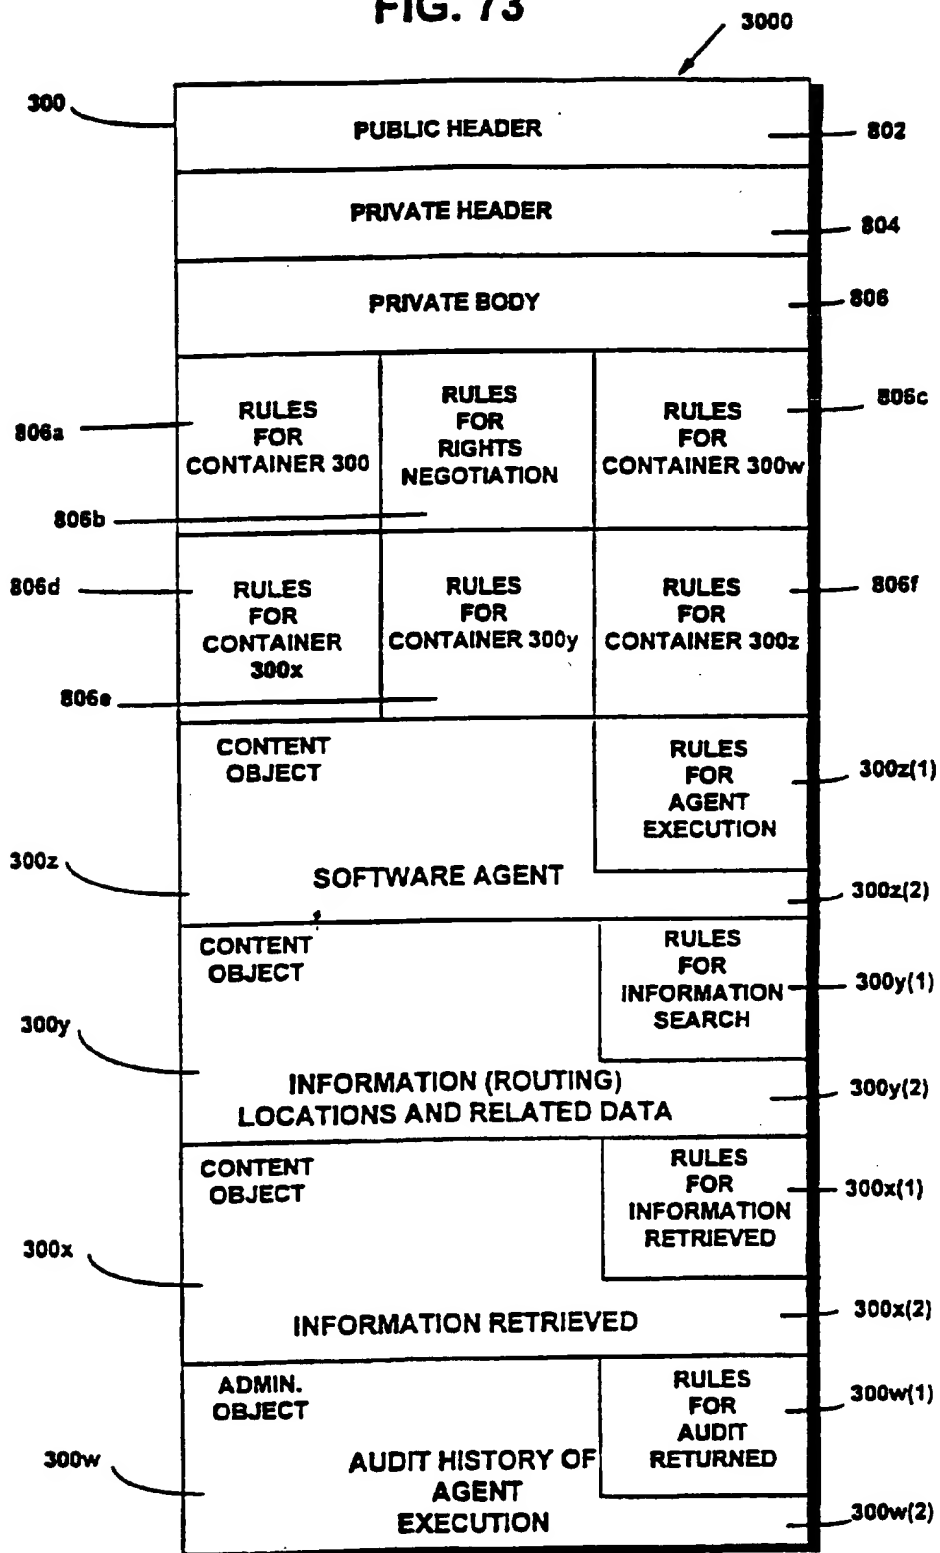 FIG. 73
3000
300
PUBLIC HEADER
802
PRIVATE HEADER
804
PRIVATE BODY
806
806a
RULES
FOR
CONTAINER 300
806b
RULES
FOR
RIGHTS
NEGOTIATION
806c
RULES
FOR
CONTAINER 300w
806d
RULES
FOR
CONTAINER
300x
806e
RULES
FOR
CONTAINER 300y
806f
RULES
FOR
CONTAINER 300z
CONTENT
OBJECT
RULES
FOR
AGENT
EXECUTION
300z(1)
300z
SOFTWARE AGENT
300z(2)
CONTENT
OBJECT
RULES
FOR
INFORMATION
SEARCH
300y(1)
300y
INFORMATION (ROUTING)
LOCATIONS AND RELATED DATA
300y(2)
CONTENT
OBJECT
RULES
FOR
INFORMATION
RETRIEVED
300x(1)
300x
INFORMATION RETRIEVED
300x(2)
ADMIN.
OBJECT
RULES
FOR
AUDIT
RETURNED
300w(1)
300w
AUDIT HISTORY OF
AGENT
EXECUTION
300w(2)